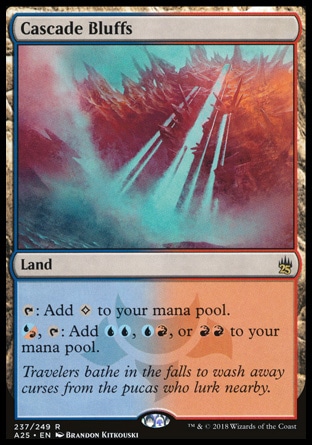 Cascade Bluffs
Land
: Add to your mana pool.
, : Add , , or to your
mana pool.
Travelers bathe in the falls to wash away
curses from the pucas who lurk nearby.
237/249 R
A25 • EN BRANDON KITKOUSKI
™ & © 2018 Wizards of the Coast
25